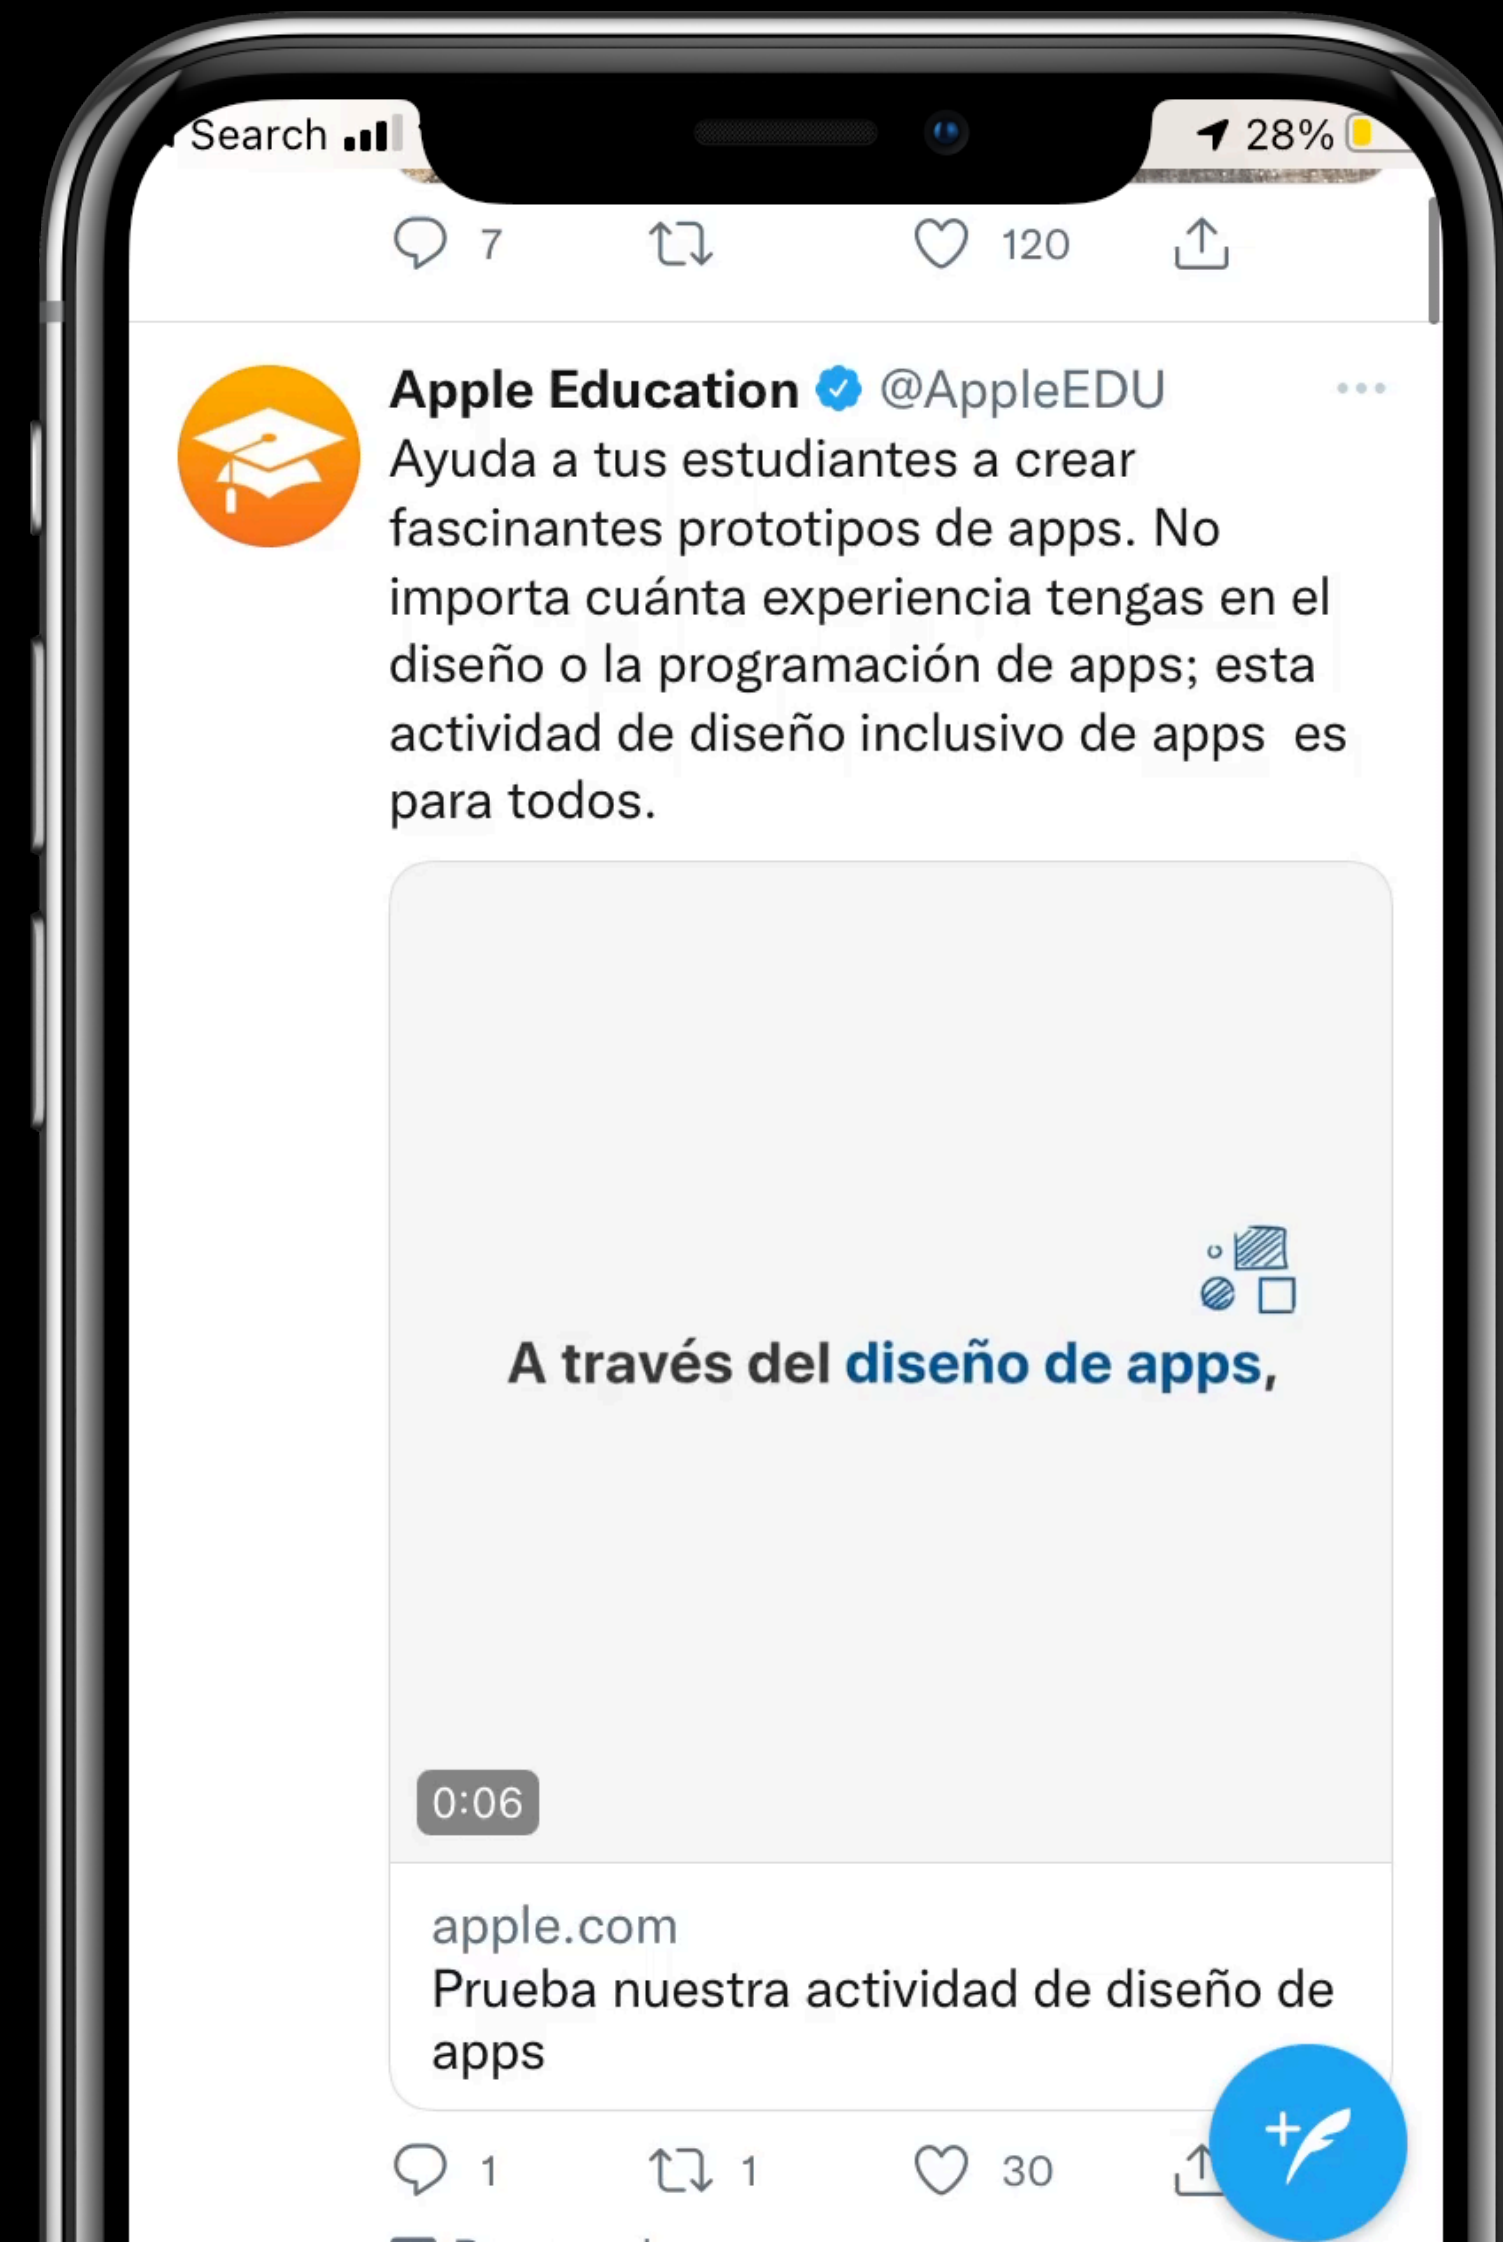 Search 28%
7 120
Apple Education @AppleEDU
Ayuda a tus estudiantes a crear
fascinantes prototipos de apps. No
importa cuánta experiencia tengas en el
diseño o la programación de apps; esta
actividad de diseño inclusivo de apps  es
para todos.
A través del diseño de apps,
0:06
apple.com
Prueba nuestra actividad de diseño de
apps
1 1 30